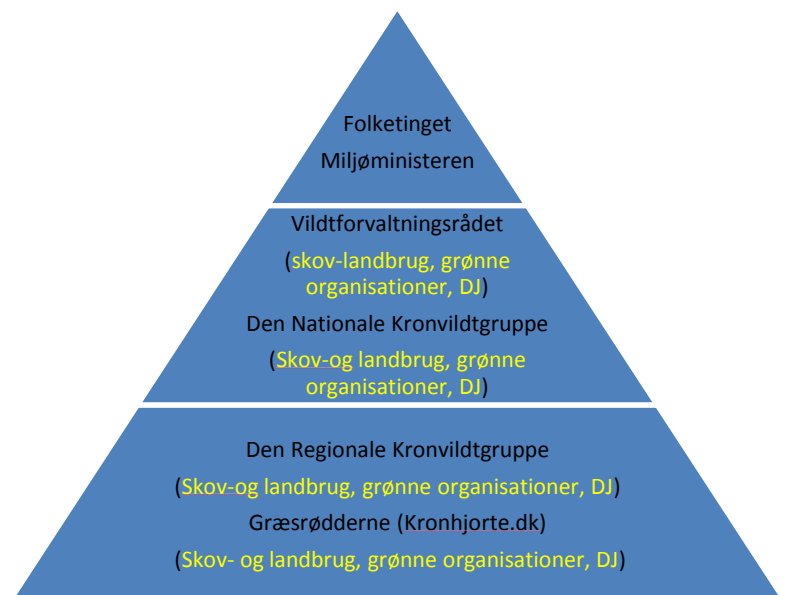 Folketinget
Miljøministeren
Vildtforvaltningsrådet
(skov-landbrug, grønne
organisationer, DJ)
Den Nationale Kronvildtgruppe
(Skov-og landbrug, grønne
organisationer, DJ)
Den Regionale Kronvildtgruppe
(Skov-og landbrug, grønne organisationer, DJ)
Græsrødderne (Kronhjorte.dk)
(Skov- og landbrug, grønne organisationer, DJ)